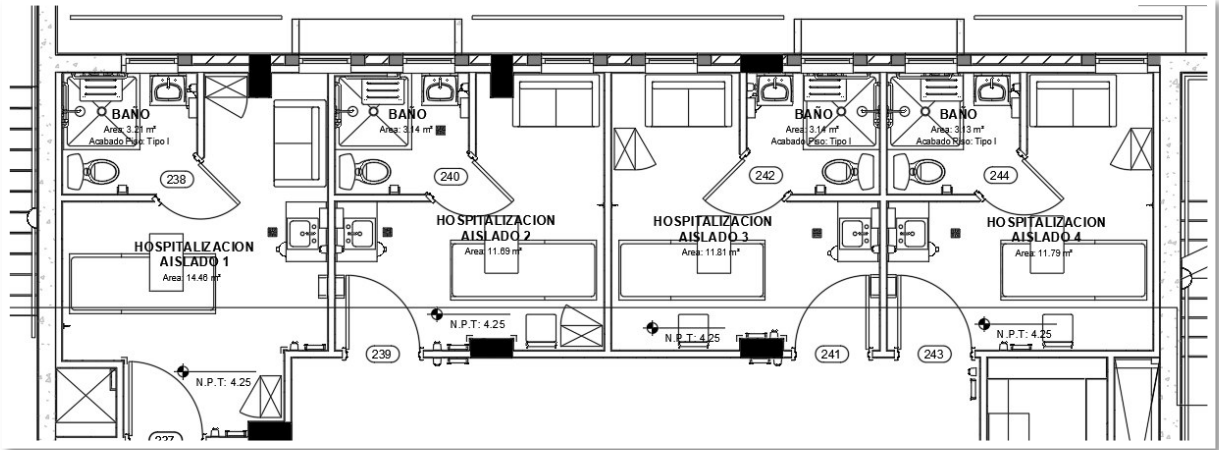 BAÑO
Area: 3.21 m²
Acabado Piso: Tipo I
238
HOSPITALIZACION
AISLADO 1
Area: 14.46 m²
N.P.T: 4.25
237
BAÑO
Area: 3.14 m²
240
HOSPITALIZACION
AISLADO 2
Area: 11.69 m²
N.P.T: 4.25
239
BAÑO
Area: 3.14 m²
Acabado Piso: Tipo I
242
HOSPITALIZACION
AISLADO 3
Area: 11.81 m²
N.P.T: 4.25
241
BAÑO
Area: 3.13 m²
Acabado Piso: Tipo I
244
HOSPITALIZACION
AISLADO 4
Area: 11.79 m²
N.P.T: 4.25
243